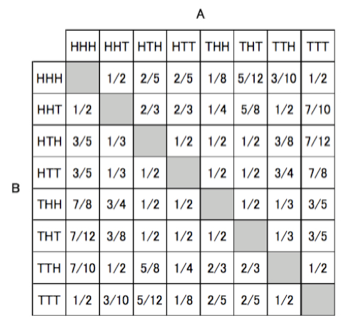 A
HHH HHT HTH HTT THH THT TTH TTT
HHH 1/2 2/5 2/5 1/8 5/12 3/10 1/2
HHT 1/2 2/3 2/3 1/4 5/8 1/2 7/10
HTH 3/5 1/3 1/2 1/2 1/2 3/8 7/12
HTT 3/5 1/3 1/2 1/2 1/2 3/4 7/8
B
THH 7/8 3/4 1/2 1/2 1/2 1/3 3/5
THT 7/12 3/8 1/2 1/2 1/2 1/3 3/5
TTH 7/10 1/2 5/8 1/4 2/3 2/3 1/2
TTT 1/2 3/10 5/12 1/8 2/5 2/5 1/2